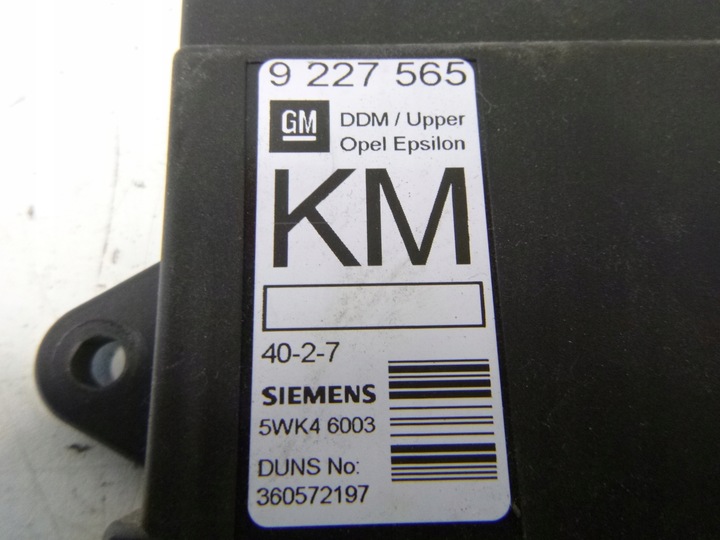 9 227 565
GM
DDM / Upper
Opel Epsilon
KM
40-2-7
SIEMENS
5WK4 6003
DUNS No:
360572197